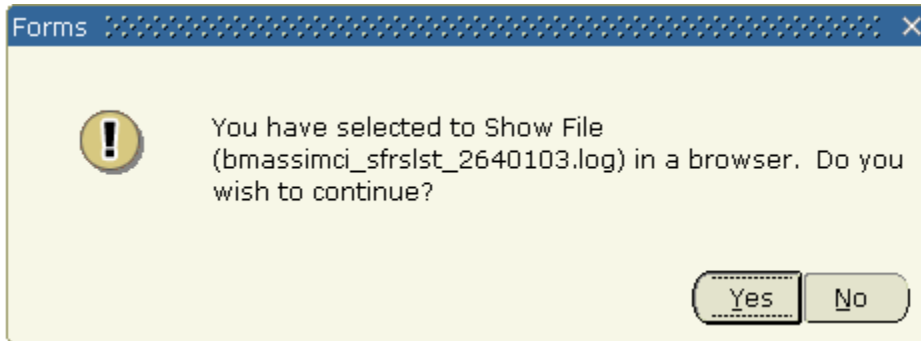 Forms
You have selected to Show File
(bmassimci_sfrslst_2640103.log) in a browser.  Do you
wish to continue?
Yes No